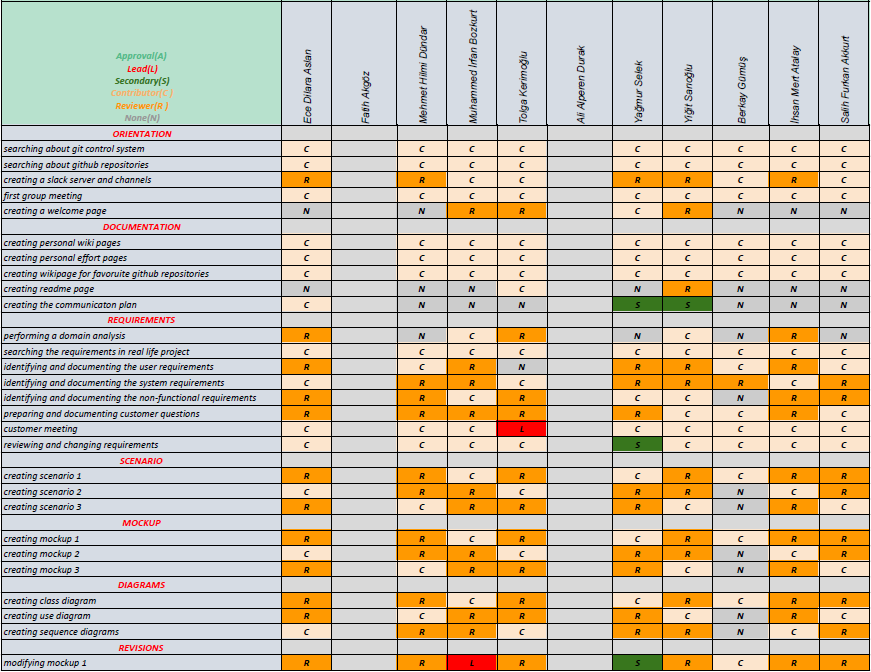 Approval(A)
Lead(L)
Secondary(S)
Contributor(C )
Reviewer(R )
None(N)
Ece Dilara Aslan
Fatih Akgöz
Mehmet Hilmi Dündar
Muhammed İrfan Bozkurt
Tolga Kerimoğlu
Ali Alperen Durak
Yağmur Selek
Yiğit Sarıoğlu
Berkay Gümüş
İhsan Mert Atalay
Salih Furkan Akkurt
ORIENTATION
searching about git control system C C C C C C C C C
searching about github repositories C C C C C C C C C
creating a slack server and channels R R C C R R C R C
first group meeting C C C C C C C C C
creating a welcome page N N R R C R N N N
DOCUMENTATION
creating personal wiki pages C C C C C C C C C
creating personal effort pages C C C C C C C C C
creating wikipage for favoruite github repositories C C C C C C C C C
creating readme page N N N C N R N N N
creating the communicaton plan C N N N S S N N N
REQUIREMENTS
performing a domain analysis R N C R N C N R N
searching the requirements in real life project C C C C C C C C C
identifying and documenting the user requirements R C R N R R C R C
identifying and documenting the system requirements C R R C R R R C R
identifying and documenting the non-functional requirements R R C R C C N R R
preparing and documenting customer questions R R R R R C C R C
customer meeting C C C L C C C C C
reviewing and changing requirements C C C C S C C C C
SCENARIO
creating scenario 1 R R C R C R C R R
creating scenario 2 C R R C R R N C R
creating scenario 3 R C R R R C N R C
MOCKUP
creating mockup 1 R R C R C R C R R
creating mockup 2 C R R C R R N C R
creating mockup 3 R C R R R C N R C
DIAGRAMS
creating class diagram R R C R C R C R R
creating use diagram R C R R R C N R C
creating sequence diagrams C R R C R R N C R
REVISIONS
modifying mockup 1 R R L R S R C R R